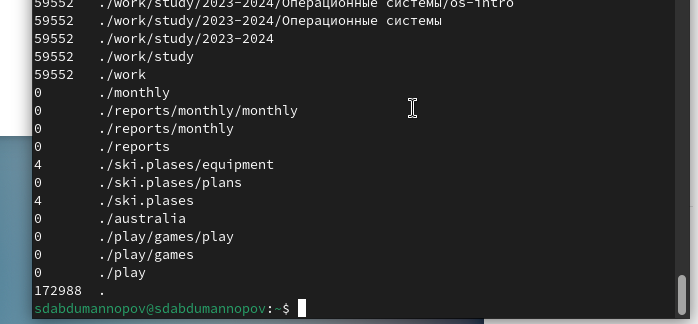 59552 ./work/study/2023-2024/Операционные системы/os-intro
59552 ./work/study/2023-2024/Операционные системы
59552 ./work/study/2023-2024
59552 ./work/study
59552 ./work
0 ./monthly
0 ./reports/monthly/monthly
0 ./reports/monthly
0 ./reports
4 ./ski.plases/equipment
0 ./ski.plases/plans
4 ./ski.plases
0 ./australia
0 ./play/games/play
0 ./play/games
0 ./play
172988 .
sdabdumannopov@sdabdumannopov:~$